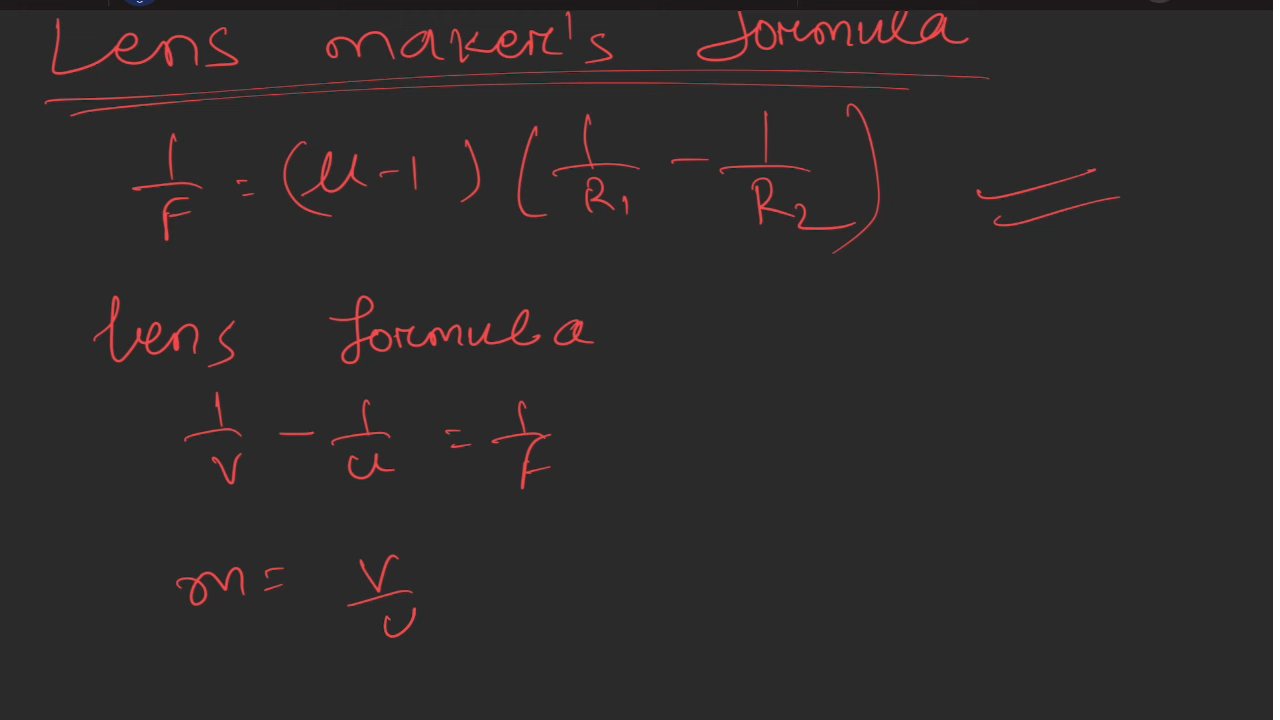 Lens maker's formula
1/F = (μ-1) (1/R₁ - 1/R₂)
lens formula
1/v - 1/u = 1/F
m = v/u